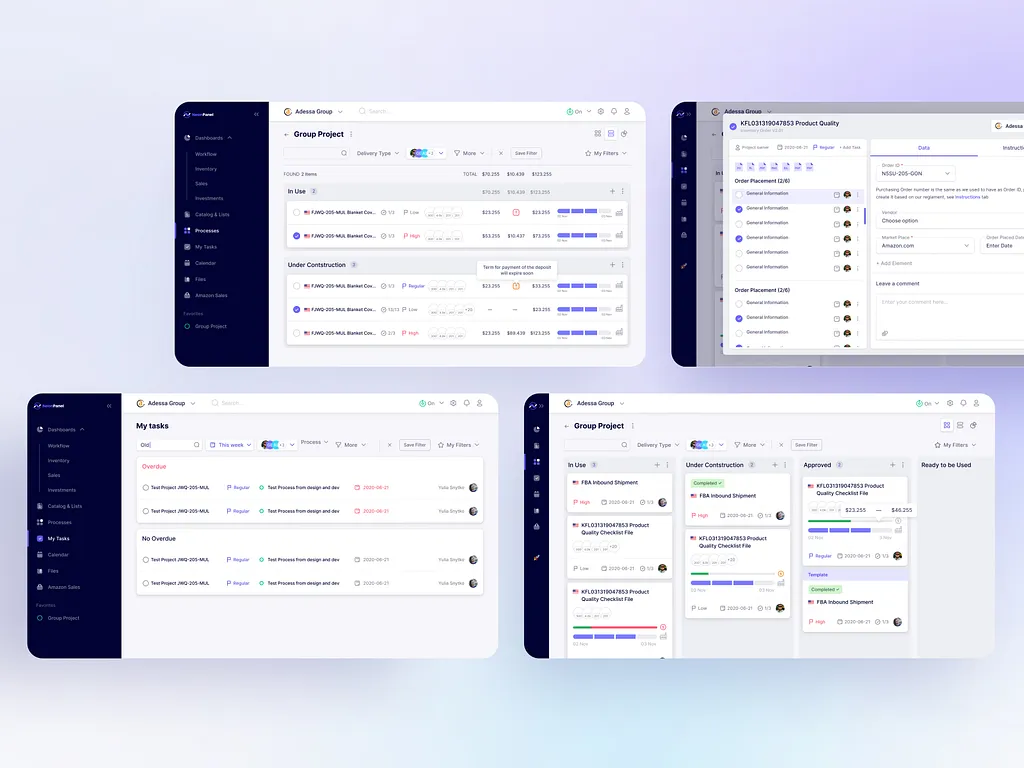 Adessa Group
Search...
On
Dashboards
Workflow
Inventory
Sales
Investments
Catalog & Lists
Processes
My Tasks
Calendar
Files
Amazon Sales
Favorites
Group Project
Group Project
Delivery Type
+3
More
Save Filter
My Filters
FOUND 2 Items
TOTAL: $70.255 $10,439 $123.255
In Use 2
$70.255 $10,439 $123.255
FJWQ-205-MUL Blanket Cov... 1/3 Low $23.255 $53.255
FJWQ-205-MUL Blanket Cov... 1/3 High $53.255 $10,437 $73.255
Under Contstruction 3
Term for payment of the deposit
will expire soon
FJWQ-205-MUL Blanket Cov... 1/3 Regular $23.255 $33.255
FJWQ-205-MUL Blanket Cov... 12/13 Low +20 — — $23.255
FJWQ-205-MUL Blanket Cov... 2/3 High $23.255 $69,439 $123.255
Adessa Group
KFL031319047853 Product Quality
Adessa
Project owner 2020-06-21 Regular + Add Task
Data
Instructi
Order Placement (2/6)
General Information
General Information
General Information
General Information
General Information
General Information
Order Placement (2/6)
General Information
General Information
General Information
Order ID *
N5SU-205-GON
Purchasing Order number is the same as we used to have as Order ID,
create it based on our regiment, see Instructions tab
Vendor
Choose option
Market Place *
Amazon.com
Order Placed Date
Enter Date
+ Add Element
Leave a comment
Enter your comment here...
Adessa Group
Search...
On
Dashboards
Workflow
Inventory
Sales
Investments
Catalog & Lists
Processes
My Tasks
Calendar
Files
Amazon Sales
Favorites
Group Project
My tasks
Old
This week
+3
Process
More
Save Filter
My Filters
Overdue
Test Project JWQ-205-MUL Regular Test Process from design and dev 2020-06-21 Yulia Snytko
Test Project JWQ-205-MUL Regular Test Process from design and dev 2020-06-21
No Overdue
Test Project JWQ-205-MUL Regular Test Process from design and dev 2020-06-21 Yulia Snytko
Test Project JWQ-205-MUL Regular Test Process from design and dev 2020-06-21 Yulia Snytko
Adessa Group
On
Group Project
Delivery Type
+3
More
Save Filter
My Filters
In Use 3
FBA Inbound Shipment
High 2020-06-21 1/3
KFL031319047853 Product
Quality Checklist File
+20
Low 2020-06-21 1/3
KFL031319047853 Product
Quality Checklist File
02 Nov 03 Nov
Under Contstruction 2
Completed
FBA Inbound Shipment
High 2020-06-21 1/3
KFL031319047853 Product
Quality Checklist File
+20
02 Nov 03 Nov
Low 2020-06-21 1/3
Approved 2
KFL031319047853 Product
Quality Checklist File
$23.255 — $46.255
02 Nov
Regular 2020-06-21 1/3
Template
Completed
FBA Inbound Shipment
High 2020-06-21 1/3
Ready to be Used